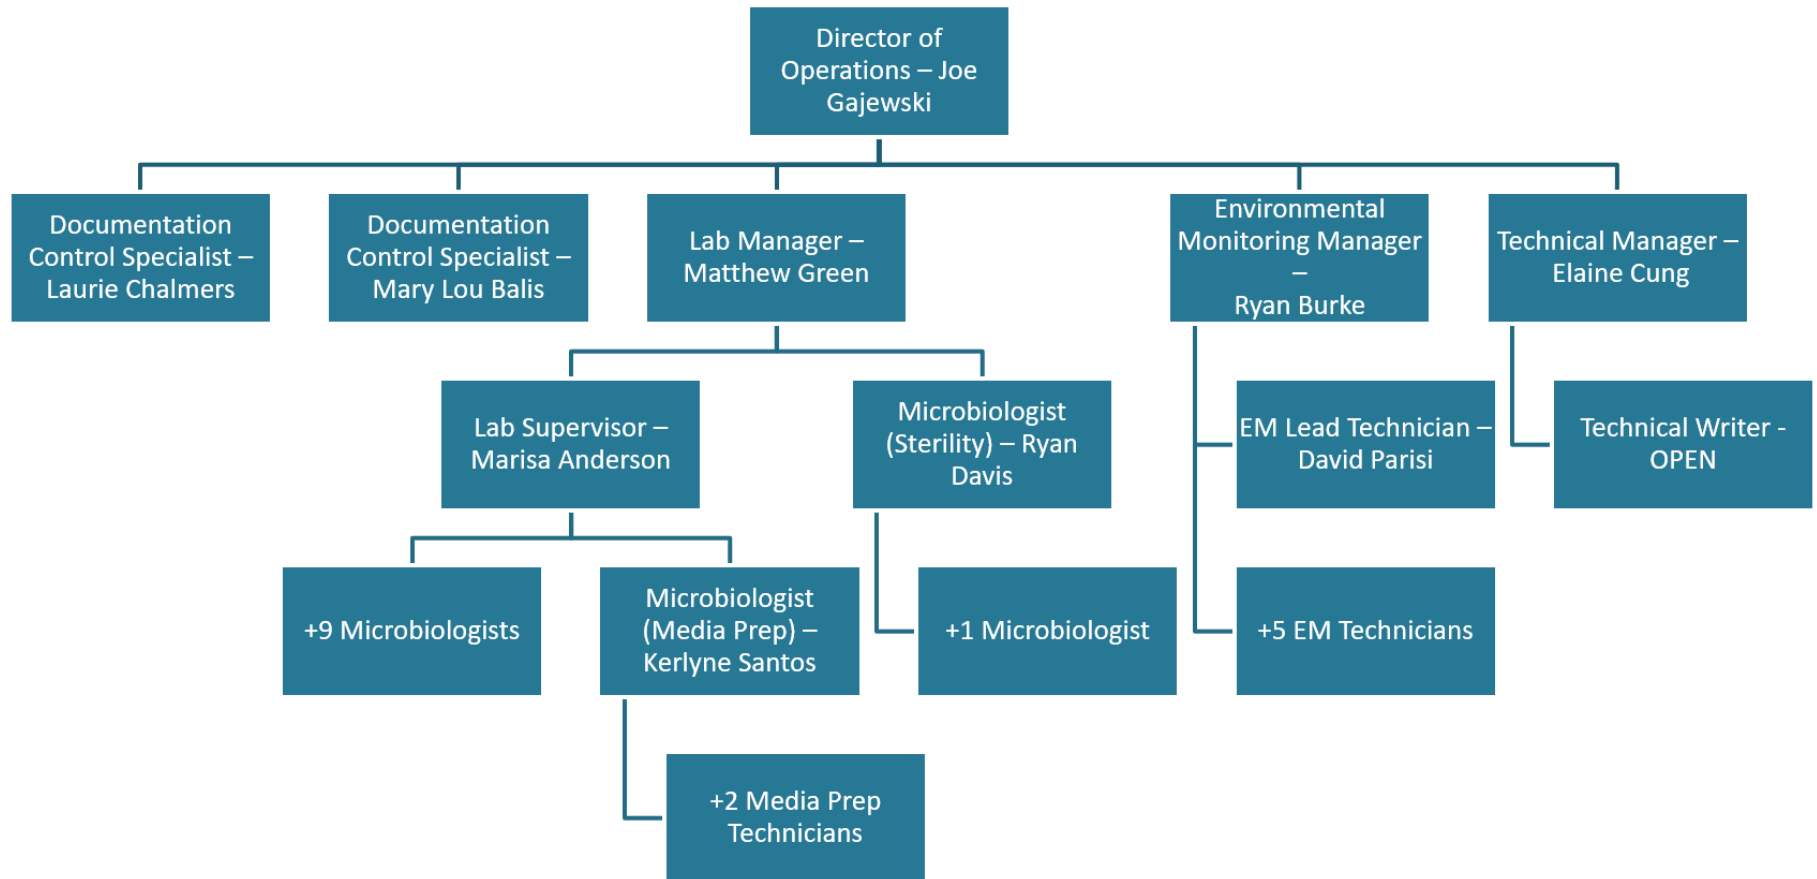 Director of
Operations – Joe
Gajewski
Documentation
Control Specialist –
Laurie Chalmers
Documentation
Control Specialist –
Mary Lou Balis
Lab Manager –
Matthew Green
Environmental
Monitoring Manager
–
Ryan Burke
Technical Manager –
Elaine Cung
Lab Supervisor –
Marisa Anderson
Microbiologist
(Sterility) – Ryan
Davis
EM Lead Technician –
David Parisi
Technical Writer -
OPEN
+9 Microbiologists
Microbiologist
(Media Prep) –
Kerlyne Santos
+1 Microbiologist
+5 EM Technicians
+2 Media Prep
Technicians